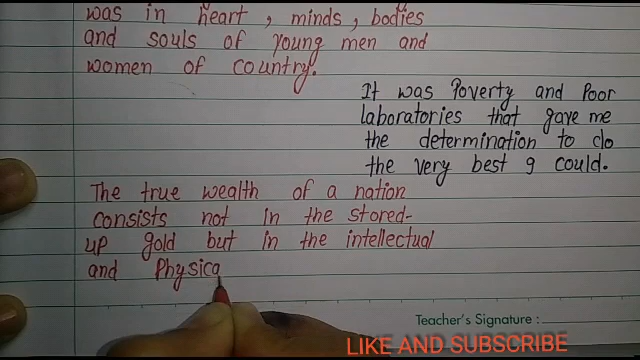 was in heart, minds, bodies
and souls of young men and
women of country.
It was Poverty and Poor
laboratories that gave me
the determination to do
the very best g could.
The true wealth of a nation
consists not in the stored-
up gold but in the intellectual
and Physica
Teacher's Signature :
LIKE AND SUBSCRIBE